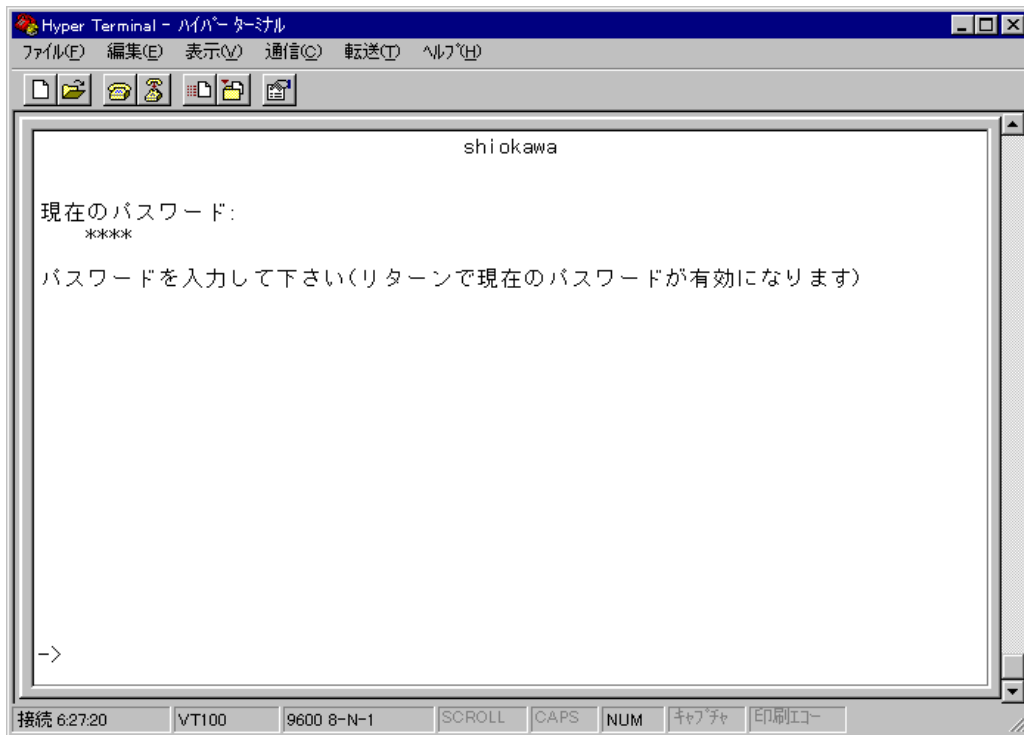 Hyper Terminal - ﾊｲﾊﾟｰ ﾀｰﾐﾅﾙ
ﾌｧｲﾙ(F) 編集(E) 表示(V) 通信(C) 転送(T) ﾍﾙﾌﾟ(H)
shiokawa
現在のパスワード:
****
パスワードを入力して下さい(リターンで現在のパスワードが有効になります)
->
接続 6:27:20 VT100 9600 8-N-1 SCROLL CAPS NUM ｷｬﾌﾟﾁｬ 印刷ｴｺｰ